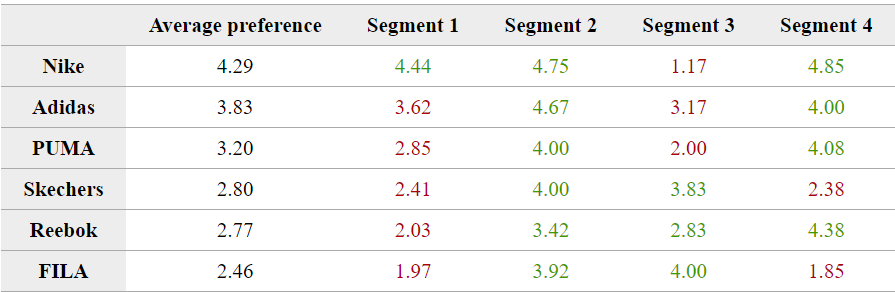 Average preference Segment 1 Segment 2 Segment 3 Segment 4
Nike 4.29 4.44 4.75 1.17 4.85
Adidas 3.83 3.62 4.67 3.17 4.00
PUMA 3.20 2.85 4.00 2.00 4.08
Skechers 2.80 2.41 4.00 3.83 2.38
Reebok 2.77 2.03 3.42 2.83 4.38
FILA 2.46 1.97 3.92 4.00 1.85